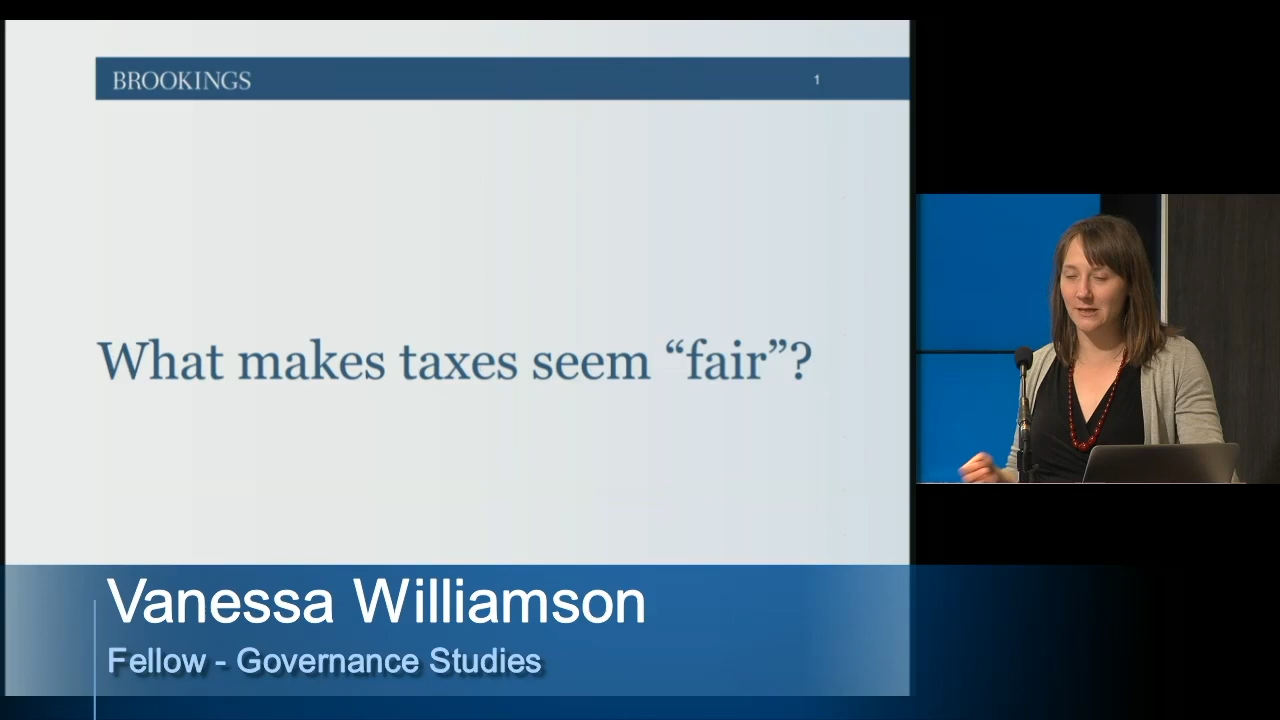 BROOKINGS
1
What makes taxes seem “fair”?
Vanessa Williamson
Fellow - Governance Studies